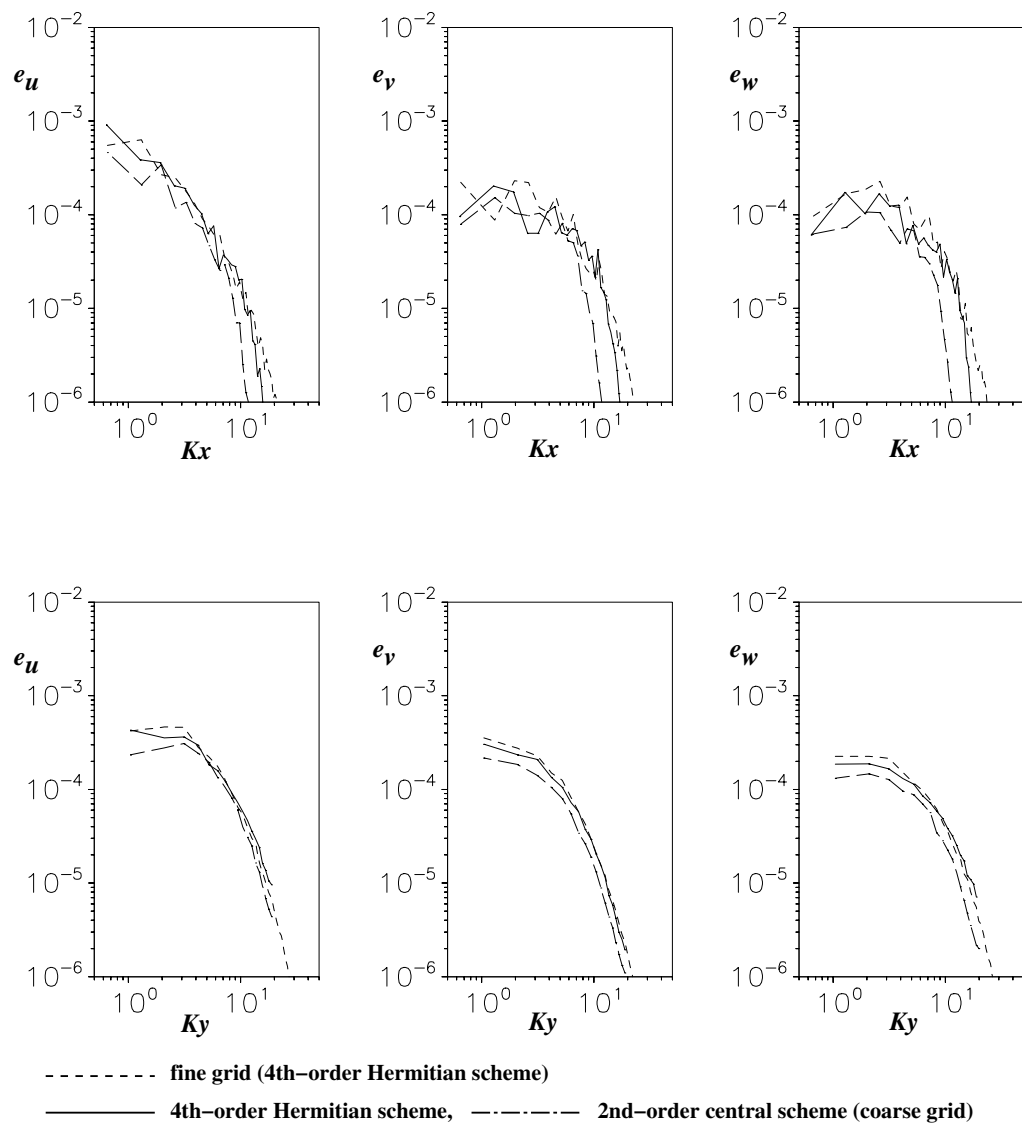 10⁻² 10⁻² 10⁻²
e_u e_v e_w
10⁻³ 10⁻³ 10⁻³
10⁻⁴ 10⁻⁴ 10⁻⁴
10⁻⁵ 10⁻⁵ 10⁻⁵
10⁻⁶ 10⁻⁶ 10⁻⁶
10⁰ 10¹ 10⁰ 10¹ 10⁰ 10¹
Kx Kx Kx
10⁻² 10⁻² 10⁻²
e_u e_v e_w
10⁻³ 10⁻³ 10⁻³
10⁻⁴ 10⁻⁴ 10⁻⁴
10⁻⁵ 10⁻⁵ 10⁻⁵
10⁻⁶ 10⁻⁶ 10⁻⁶
10⁰ 10¹ 10⁰ 10¹ 10⁰ 10¹
Ky Ky Ky
fine grid (4th−order Hermitian scheme)
4th−order Hermitian scheme, 2nd−order central scheme (coarse grid)